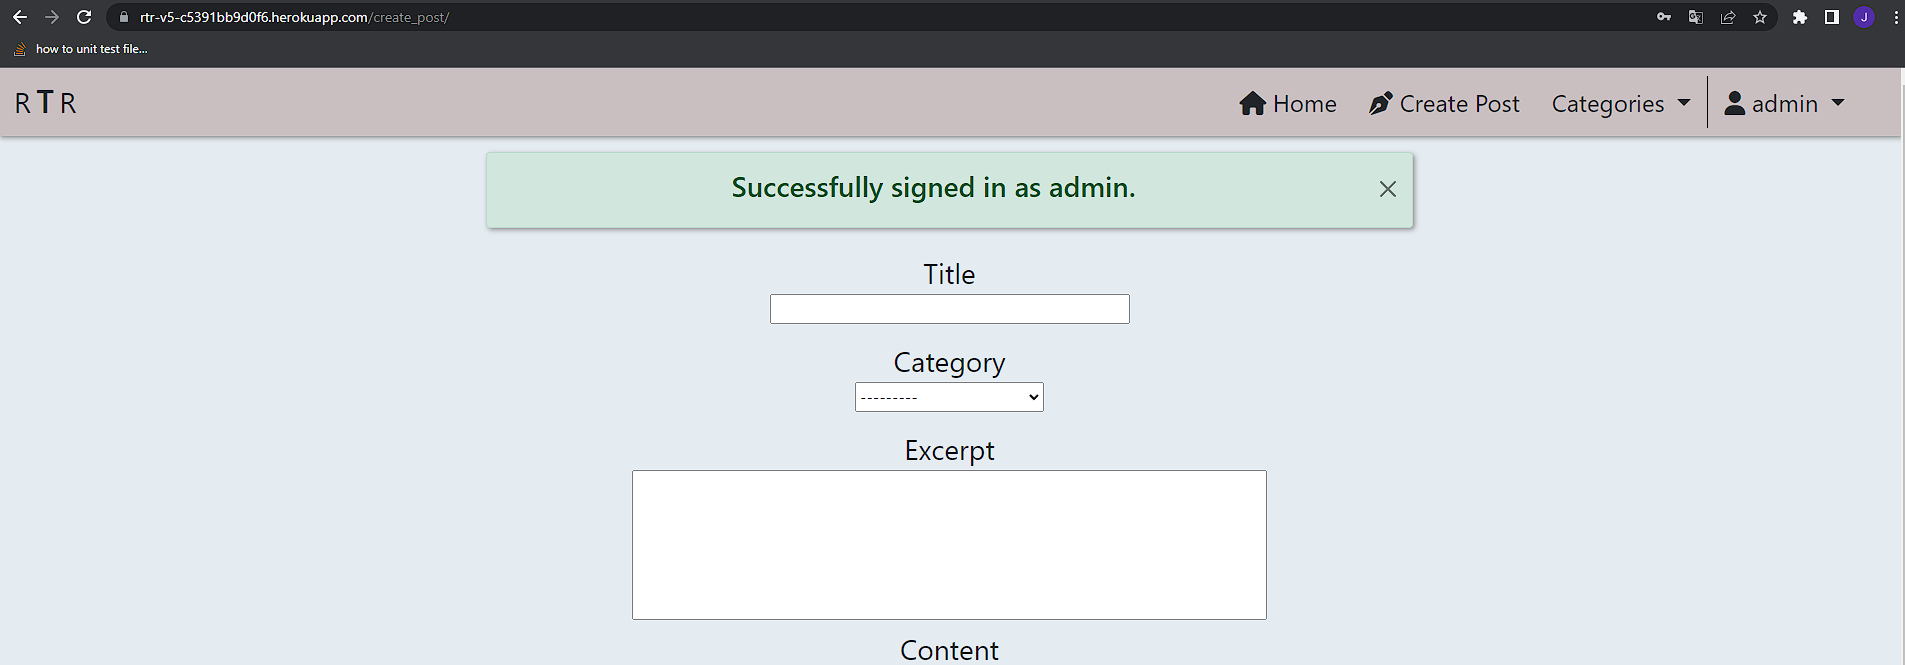 rtr-v5-c5391bb9d0f6.herokuapp.com/create_post/
J
how to unit test file...
R T R
Home
Create Post
Categories
admin
Successfully signed in as admin.
Title
Category
---------
Excerpt
Content